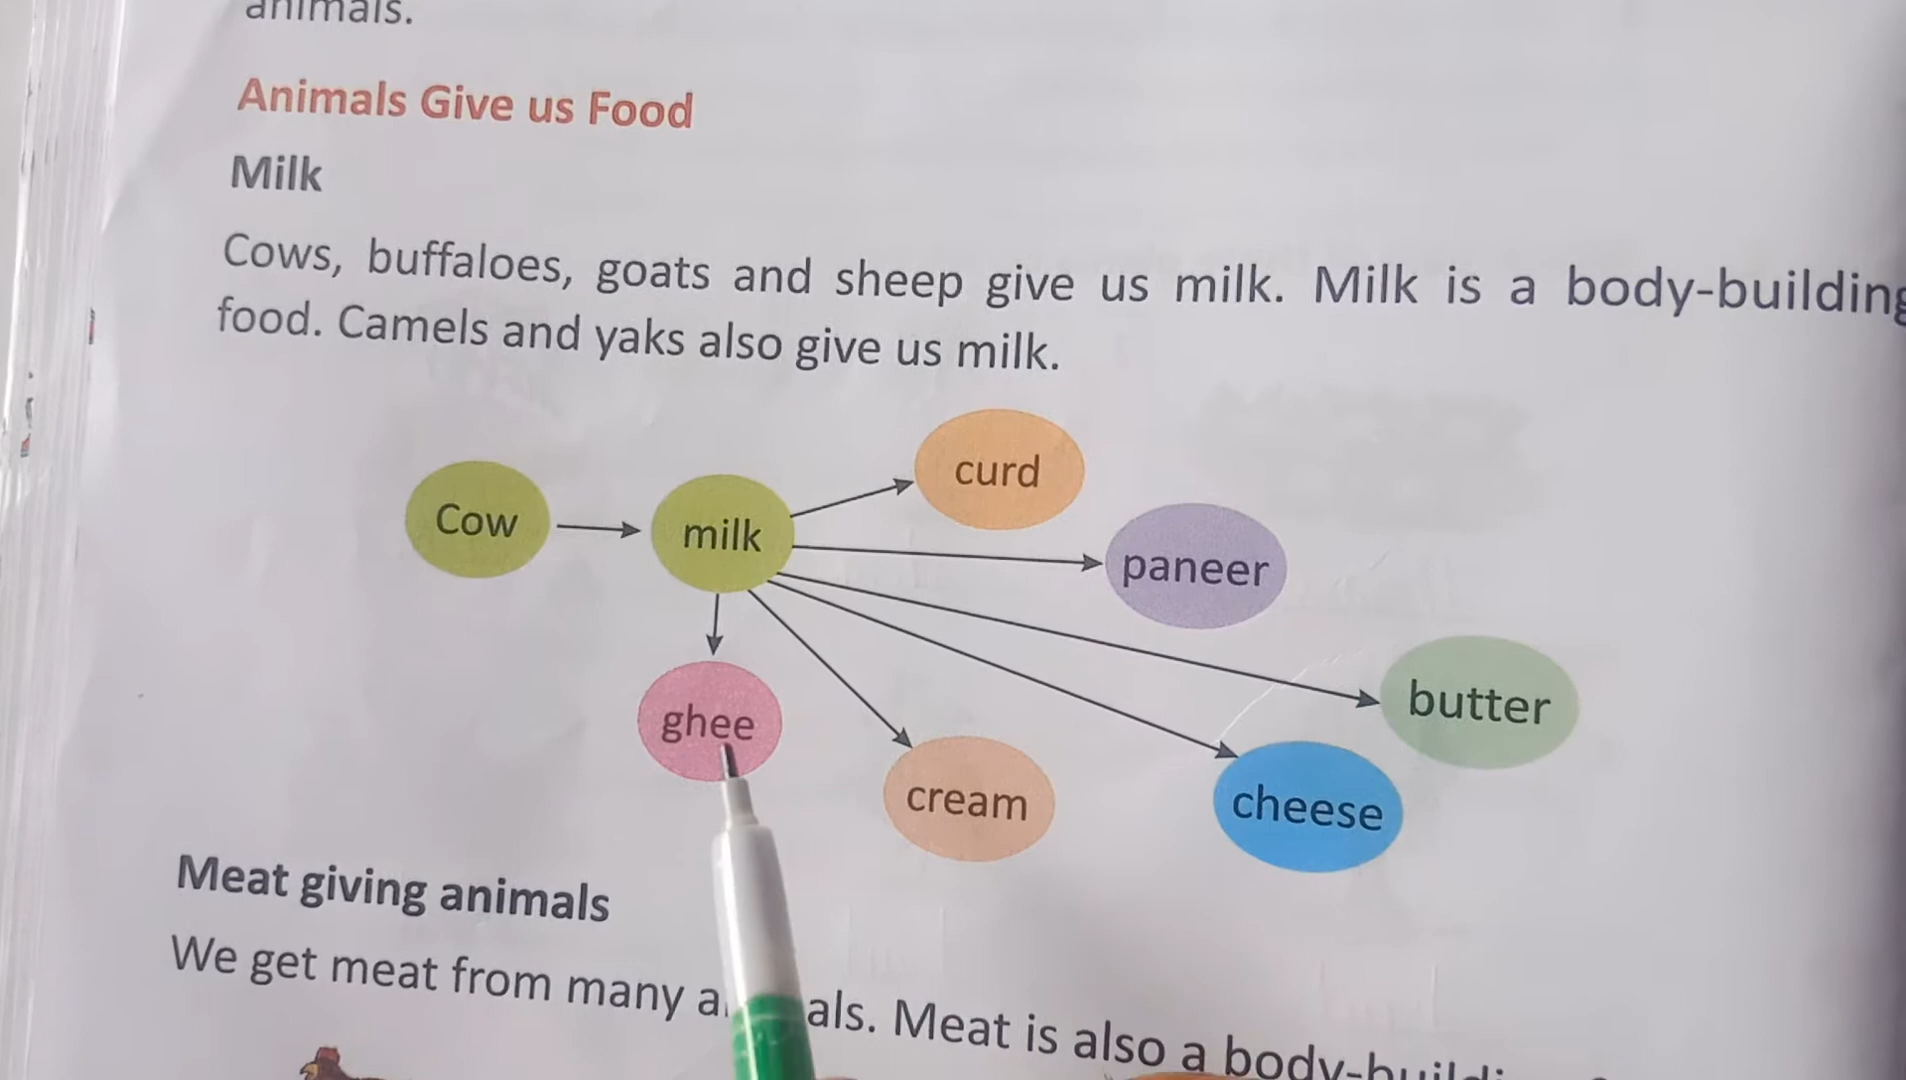 animals.
Animals Give us Food
Milk
Cows, buffaloes, goats and sheep give us milk. Milk is a body-building
food. Camels and yaks also give us milk.
curd
Cow
milk
paneer
butter
ghee
cream
cheese
Meat giving animals
We get meat from many a als. Meat is also a